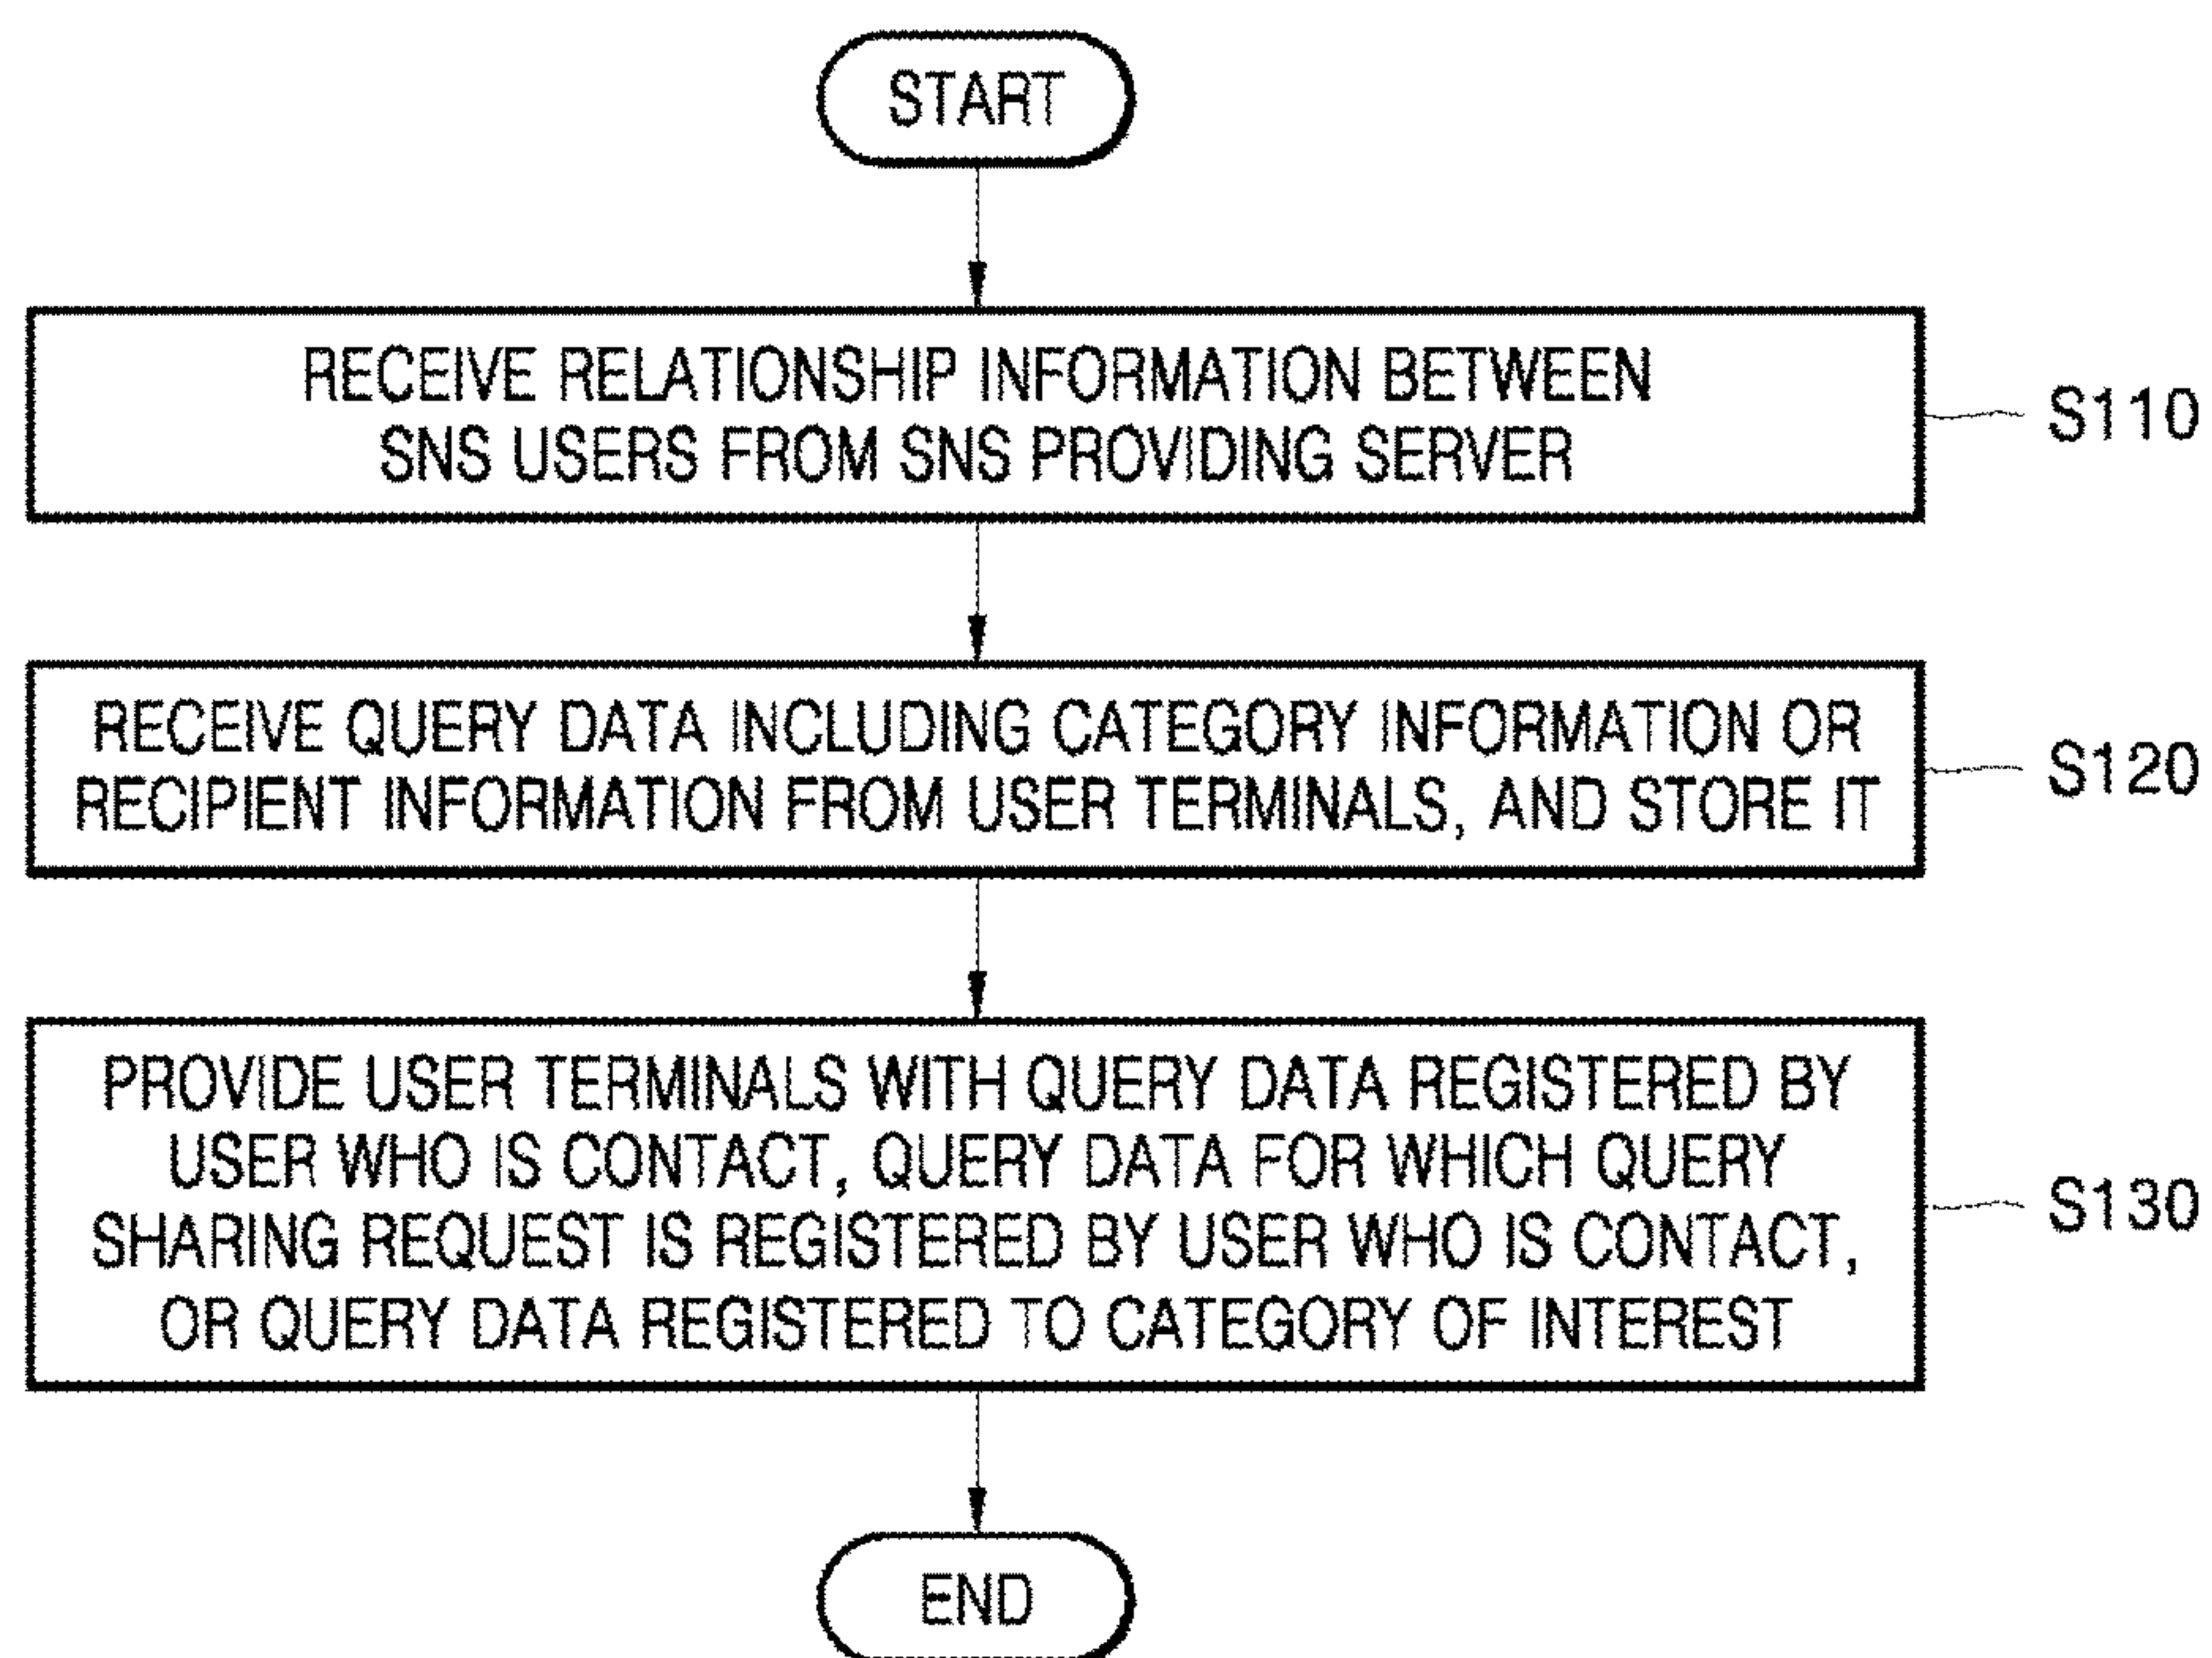 START
RECEIVE RELATIONSHIP INFORMATION BETWEEN
SNS USERS FROM SNS PROVIDING SERVER
S110
RECEIVE QUERY DATA INCLUDING CATEGORY INFORMATION OR
RECIPIENT INFORMATION FROM USER TERMINALS, AND STORE IT
S120
PROVIDE USER TERMINALS WITH QUERY DATA REGISTERED BY
USER WHO IS CONTACT, QUERY DATA FOR WHICH QUERY
SHARING REQUEST IS REGISTERED BY USER WHO IS CONTACT,
OR QUERY DATA REGISTERED TO CATEGORY OF INTEREST
S130
END